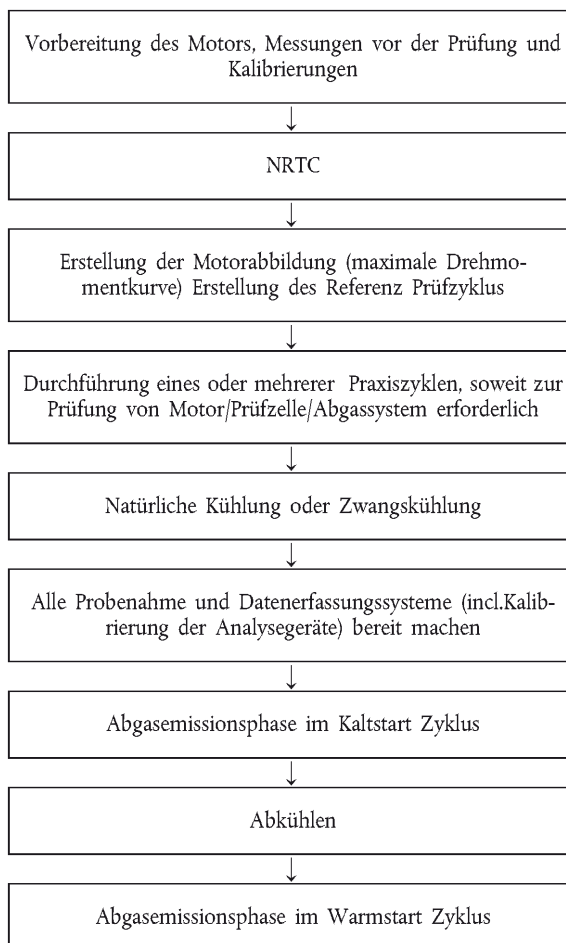 Vorbereitung des Motors, Messungen vor der Prüfung und
Kalibrierungen
NRTC
Erstellung der Motorabbildung (maximale Drehmo-
mentkurve) Erstellung des Referenz Prüfzyklus
Durchführung eines oder mehrerer Praxiszyklen, soweit zur
Prüfung von Motor/Prüfzelle/Abgassystem erforderlich
Natürliche Kühlung oder Zwangskühlung
Alle Probenahme und Datenerfassungssysteme (incl.Kalib-
rierung der Analysegeräte) bereit machen
Abgasemissionsphase im Kaltstart Zyklus
Abkühlen
Abgasemissionsphase im Warmstart Zyklus